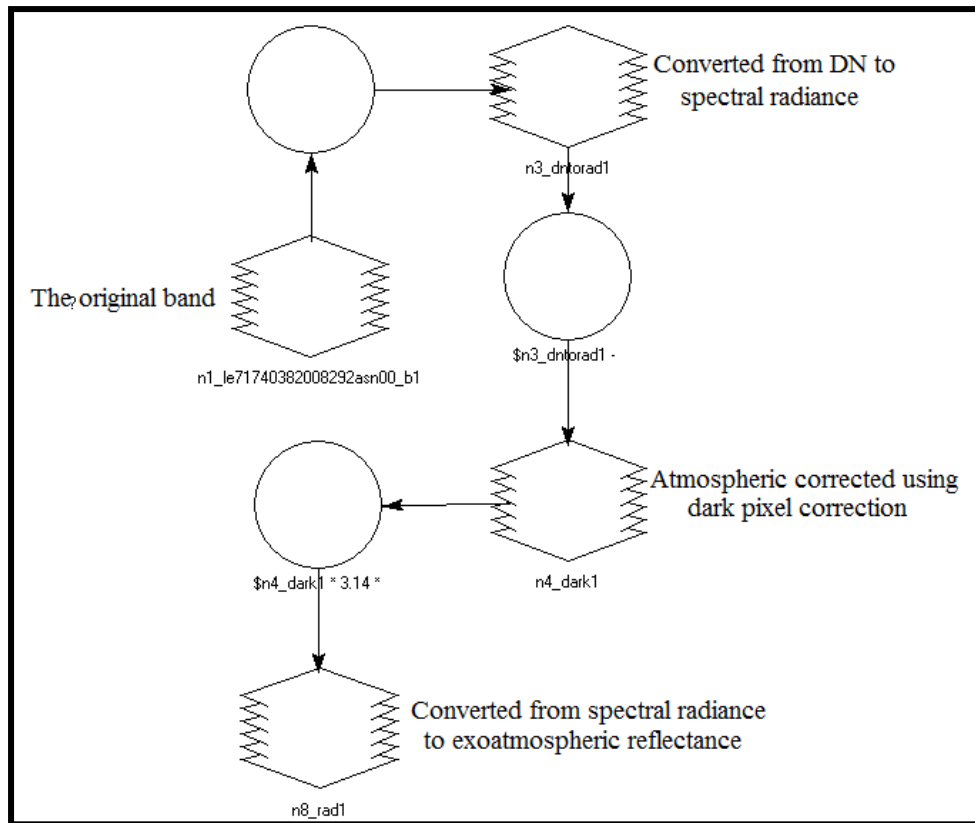 Converted from DN to
spectral radiance
n3_dntorad1
The?original band
n1_le71740382008292asn00_b1
$n3_dntorad1 -
Atmospheric corrected using
dark pixel correction
n4_dark1
$n4_dark1 * 3.14 *
Converted from spectral radiance
to exoatmospheric reflectance
n8_rad1